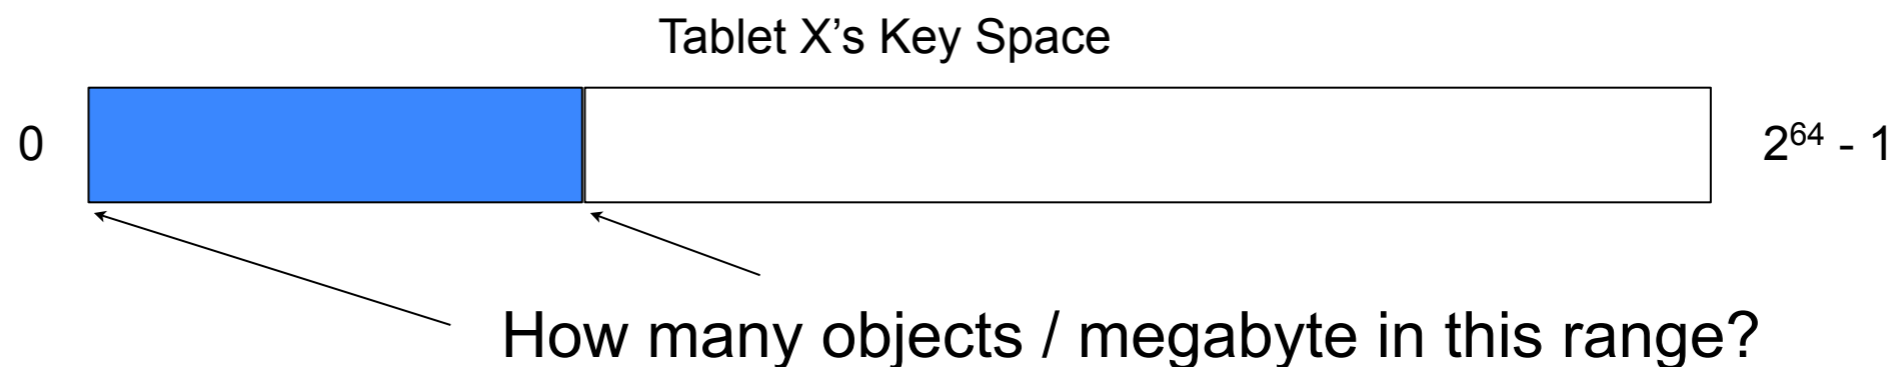 Tablet X’s Key Space
0
2⁶⁴ - 1
How many objects / megabyte in this range?